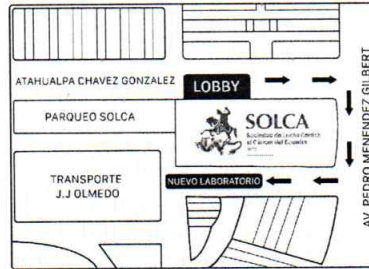 ATAHUALPA CHAVEZ GONZALEZ
LOBBY
PARQUEO SOLCA
SOLCA
Sociedad de Lucha Contra
el Cáncer del Ecuador
TRANSPORTE
J.J OLMEDO
NUEVO LABORATORIO
AV. PEDRO MENENDEZ GILBERT